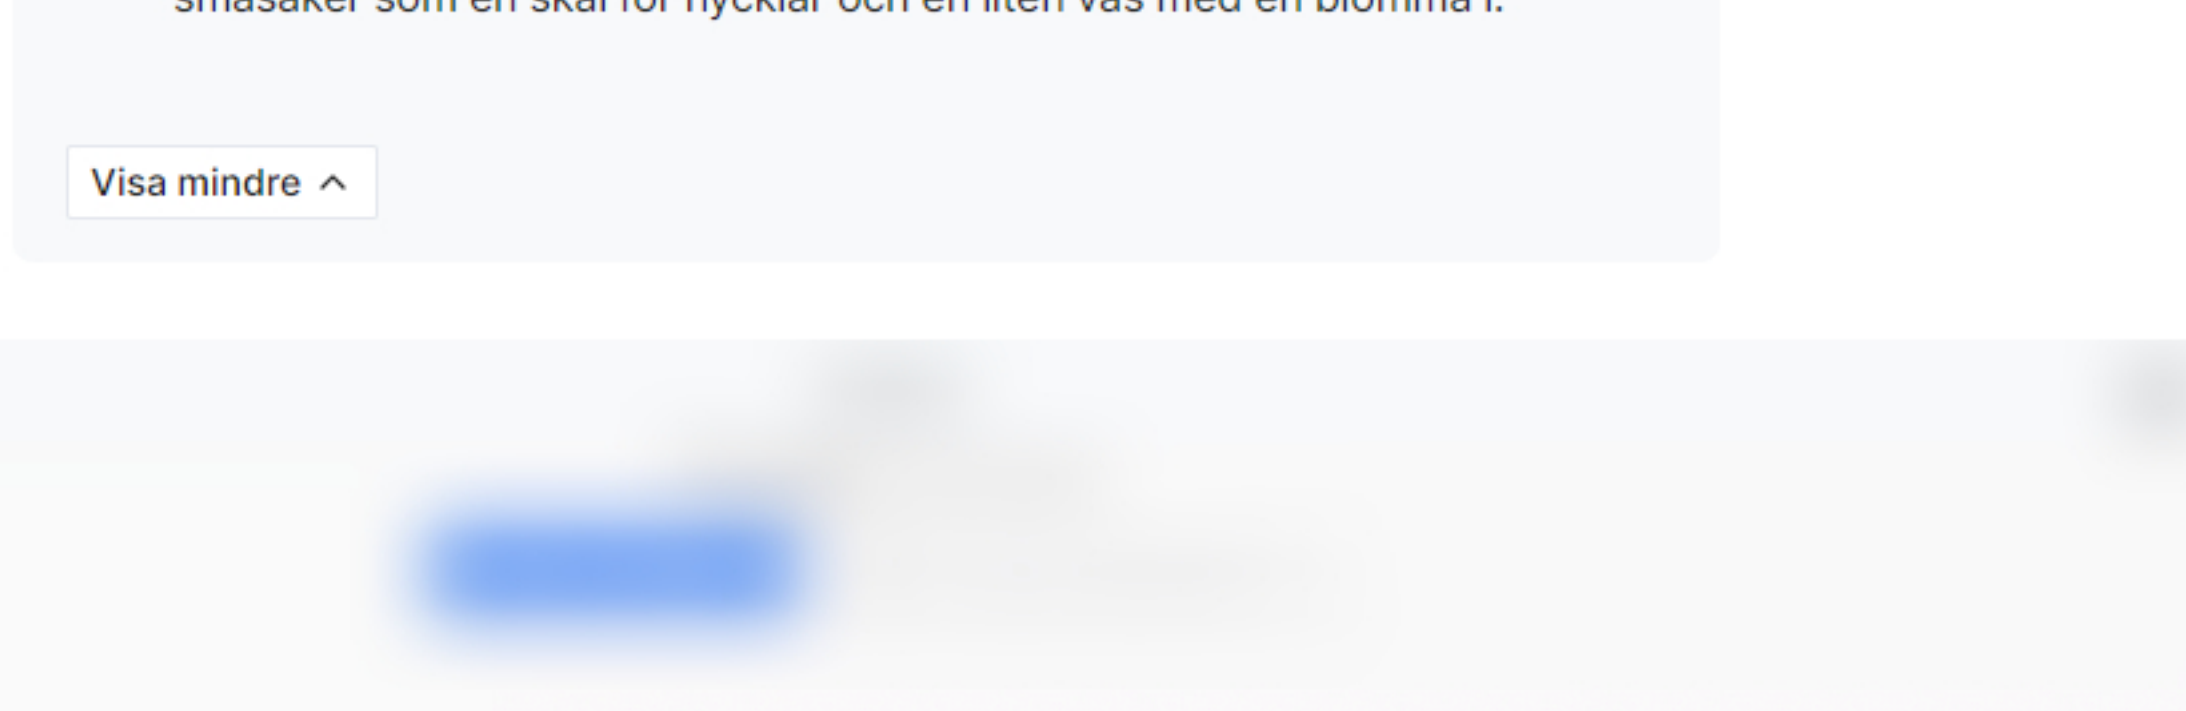 småsaker som en skål för nycklar och en liten vas med en blomma i.
Visa mindre